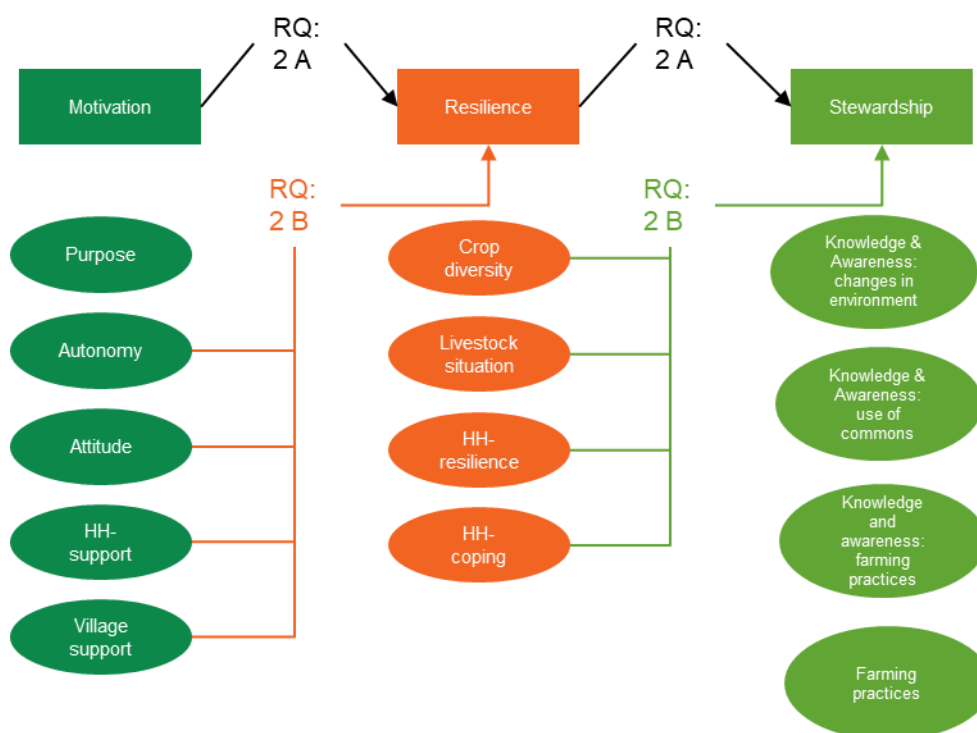 RQ:
2 A
RQ:
2 A
Motivation
Resilience
Stewardship
RQ:
2 B
RQ:
2 B
Purpose
Autonomy
Attitude
HH-
support
Village
support
Crop
diversity
Livestock
situation
HH-
resilience
HH-
coping
Knowledge &
Awareness:
changes in
environment
Knowledge &
Awareness:
use of
commons
Knowledge
and
awareness:
farming
practices
Farming
practices